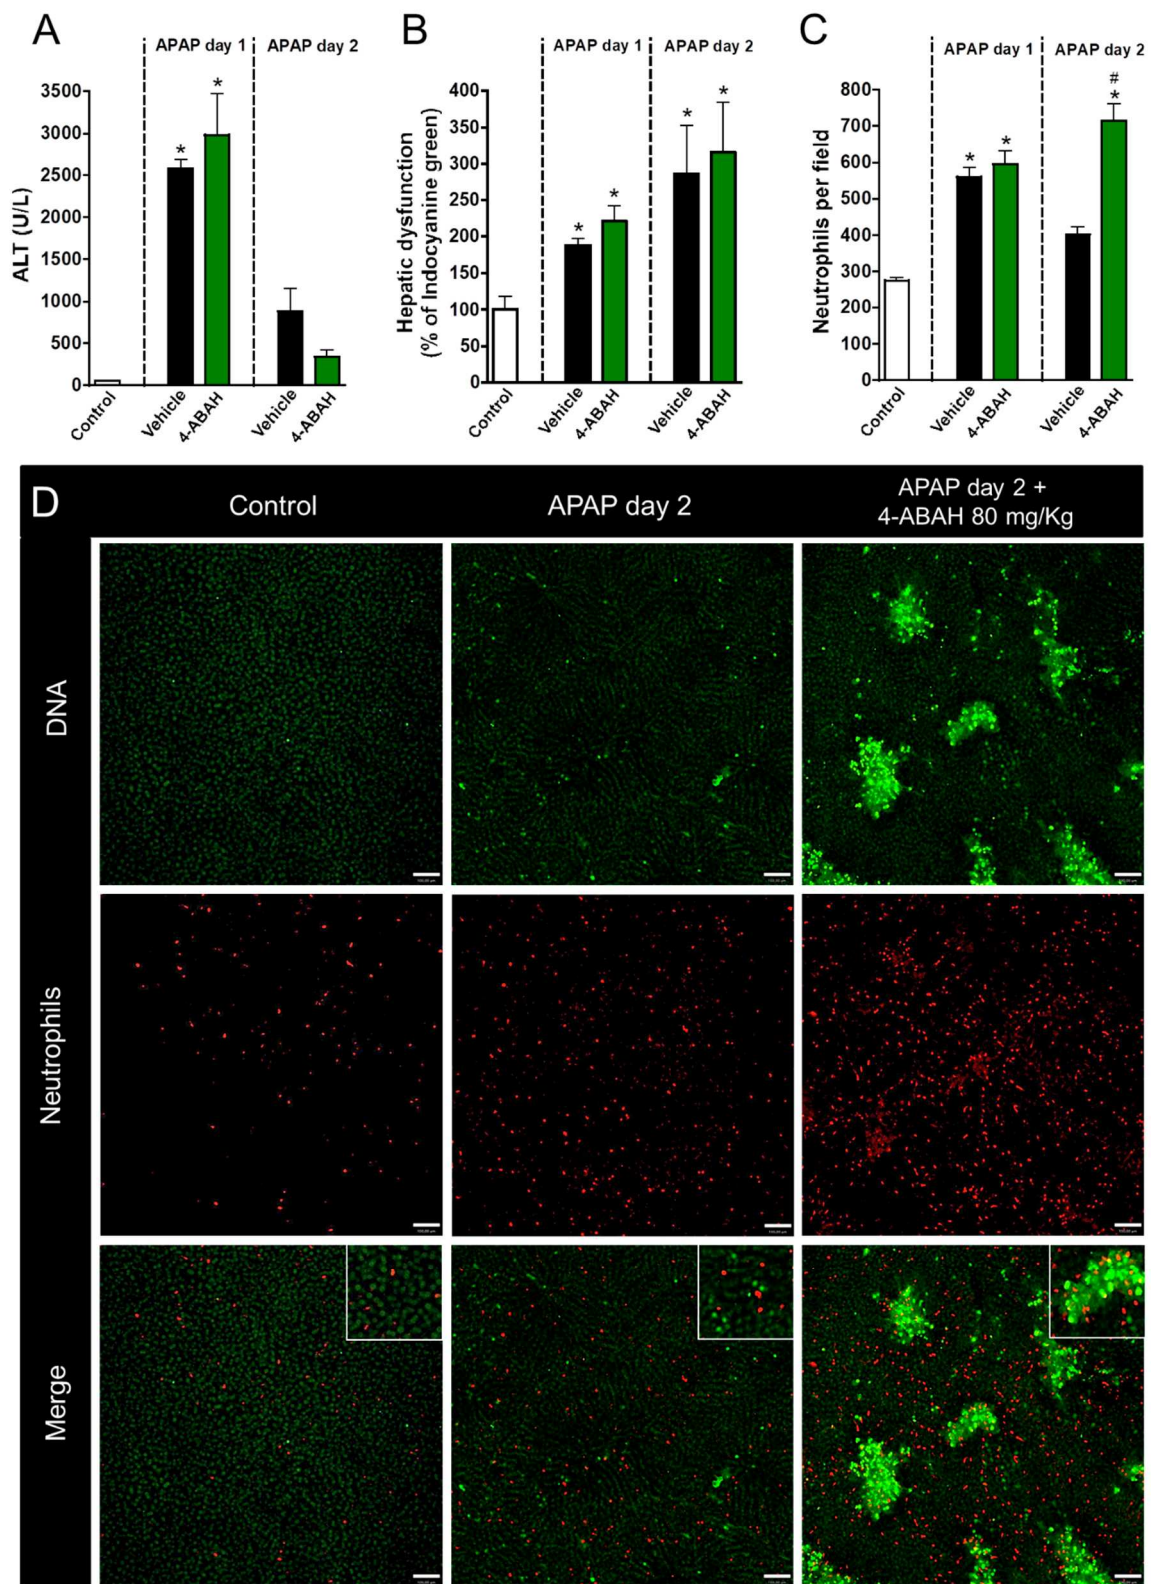 A
APAP day 1
APAP day 2
ALT (U/L)
3500
3000
2500
2000
1500
1000
500
0
*
*
Control
Vehicle
4-ABAH
Vehicle
4-ABAH
B
APAP day 1
APAP day 2
Hepatic dysfunction
(% of Indocyanine green)
400
350
300
250
200
150
100
50
0
*
*
*
*
Control
Vehicle
4-ABAH
Vehicle
4-ABAH
C
APAP day 1
APAP day 2
Neutrophils per field
800
700
600
500
400
300
200
100
0
*
*
#
*
Control
Vehicle
4-ABAH
Vehicle
4-ABAH
D
Control
APAP day 2
APAP day 2 +
4-ABAH 80 mg/Kg
DNA
Neutrophils
Merge